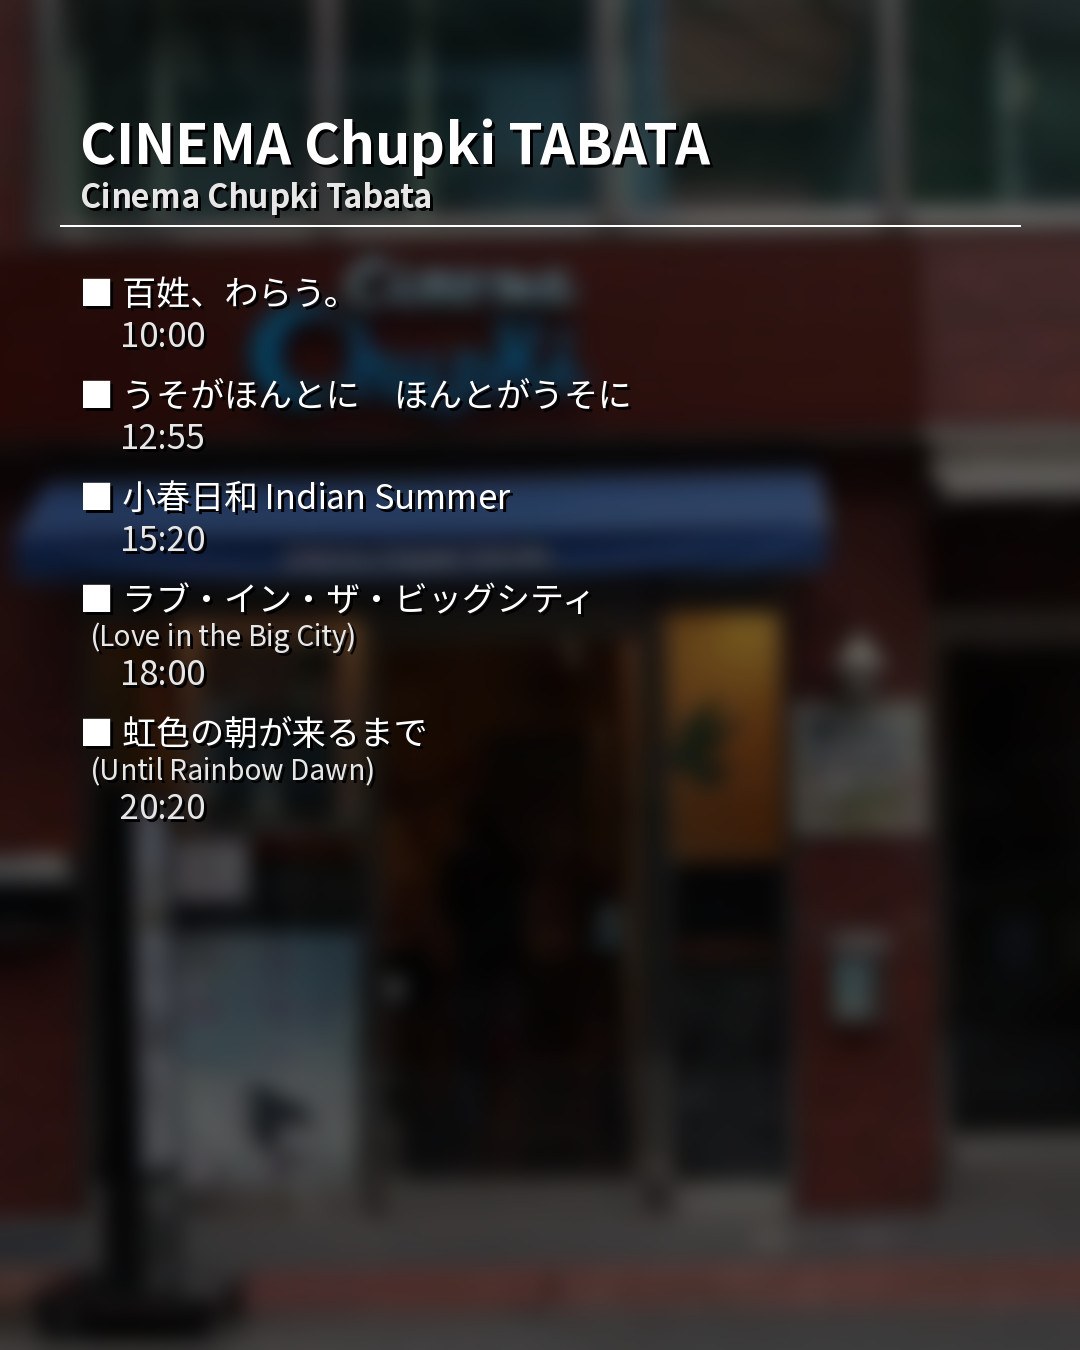 CINEMA Chupki TABATA
Cinema Chupki Tabata
■ 百姓、わらう。
10:00
■ うそがほんとに　ほんとがうそに
12:55
■ 小春日和 Indian Summer
15:20
■ ラブ・イン・ザ・ビッグシティ
(Love in the Big City)
18:00
■ 虹色の朝が来るまで
(Until Rainbow Dawn)
20:20
Cinema
Chupki